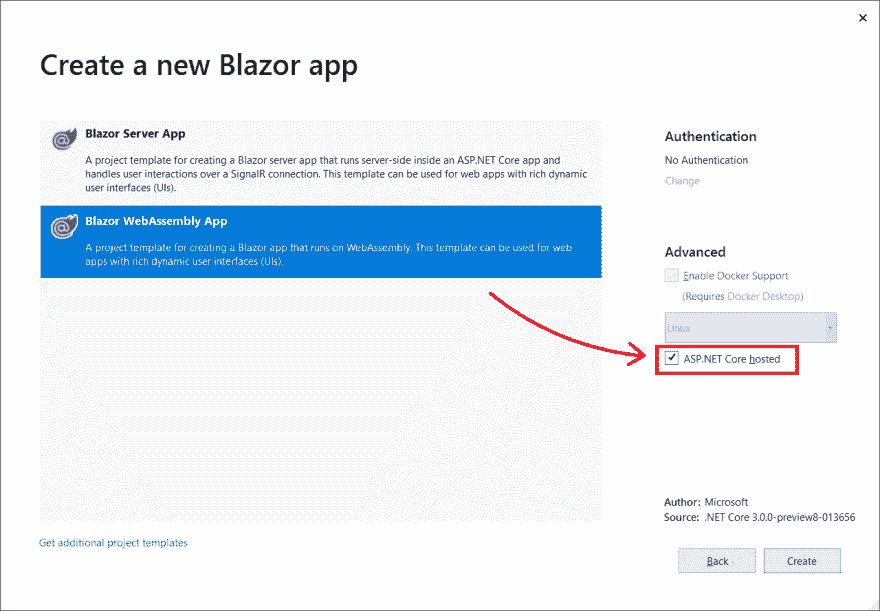 Create a new Blazor app
Blazor Server App
A project template for creating a Blazor server app that runs server-side inside an ASP.NET Core app and
handles user interactions over a SignalR connection. This template can be used for web apps with rich dynamic
user interfaces (UIs).
Blazor WebAssembly App
A project template for creating a Blazor app that runs on WebAssembly. This template can be used for web
apps with rich dynamic user interfaces (UIs).
Get additional project templates
Authentication
No Authentication
Change
Advanced
Enable Docker Support
(Requires Docker Desktop)
Linux
ASP.NET Core hosted
Author: Microsoft
Source: .NET Core 3.0.0-preview8-013656
Back
Create